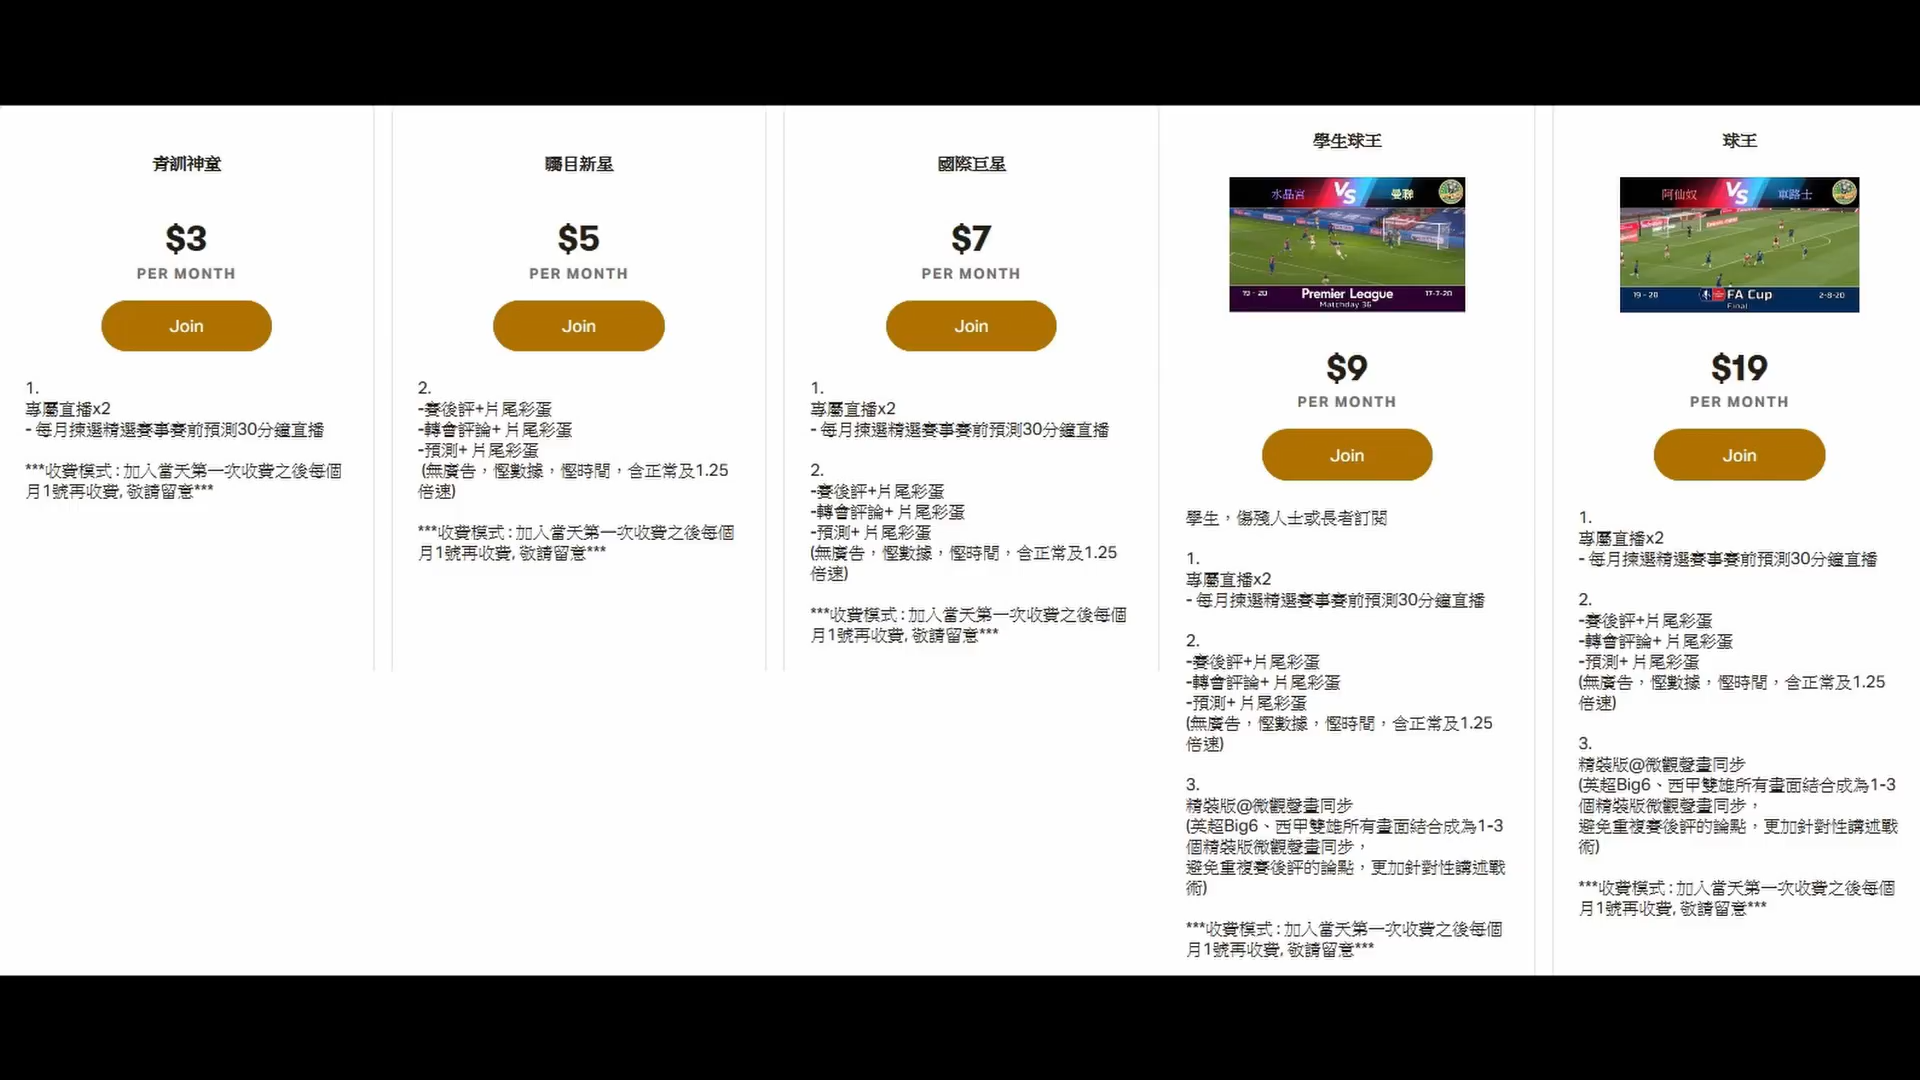 青訓神童
$3
PER MONTH
Join
1.
專屬直播x2
- 每月揀選精選賽事賽前預測30分鐘直播
***收費模式 : 加入當天第一次收費之後每個
月1號再收費, 敬請留意***
矚目新星
$5
PER MONTH
Join
2.
-賽後評+片尾彩蛋
-轉會評論+ 片尾彩蛋
-預測+ 片尾彩蛋
(無廣告，慳數據，慳時間，含正常及1.25
倍速)
***收費模式 : 加入當天第一次收費之後每個
月1號再收費, 敬請留意***
國際巨星
$7
PER MONTH
Join
1.
專屬直播x2
- 每月揀選精選賽事賽前預測30分鐘直播
2.
-賽後評+片尾彩蛋
-轉會評論+ 片尾彩蛋
-預測+ 片尾彩蛋
(無廣告，慳數據，慳時間，含正常及1.25
倍速)
***收費模式 : 加入當天第一次收費之後每個
月1號再收費, 敬請留意***
學生球王
水晶宮 VS 曼聯
19 - 20 Premier League 17-7-20
Matchday 36
$9
PER MONTH
Join
學生，傷殘人士或長者訂閱
1.
專屬直播x2
- 每月揀選精選賽事賽前預測30分鐘直播
2.
-賽後評+片尾彩蛋
-轉會評論+ 片尾彩蛋
-預測+ 片尾彩蛋
(無廣告，慳數據，慳時間，含正常及1.25
倍速)
3.
精裝版@微觀聲畫同步
(英超Big6、西甲雙雄所有畫面結合成為1-3
個精裝版微觀聲畫同步，
避免重複賽後評的論點，更加針對性講述戰
術)
***收費模式 : 加入當天第一次收費之後每個
月1號再收費, 敬請留意***
球王
阿仙奴 VS 車路士
19 - 20 FA Cup 2-8-20
Final
$19
PER MONTH
Join
1.
專屬直播x2
- 每月揀選精選賽事賽前預測30分鐘直播
2.
-賽後評+片尾彩蛋
-轉會評論+ 片尾彩蛋
-預測+ 片尾彩蛋
(無廣告，慳數據，慳時間，含正常及1.25
倍速)
3.
精裝版@微觀聲畫同步
(英超Big6、西甲雙雄所有畫面結合成為1-3
個精裝版微觀聲畫同步，
避免重複賽後評的論點，更加針對性講述戰
術)
***收費模式 : 加入當天第一次收費之後每個
月1號再收費, 敬請留意***